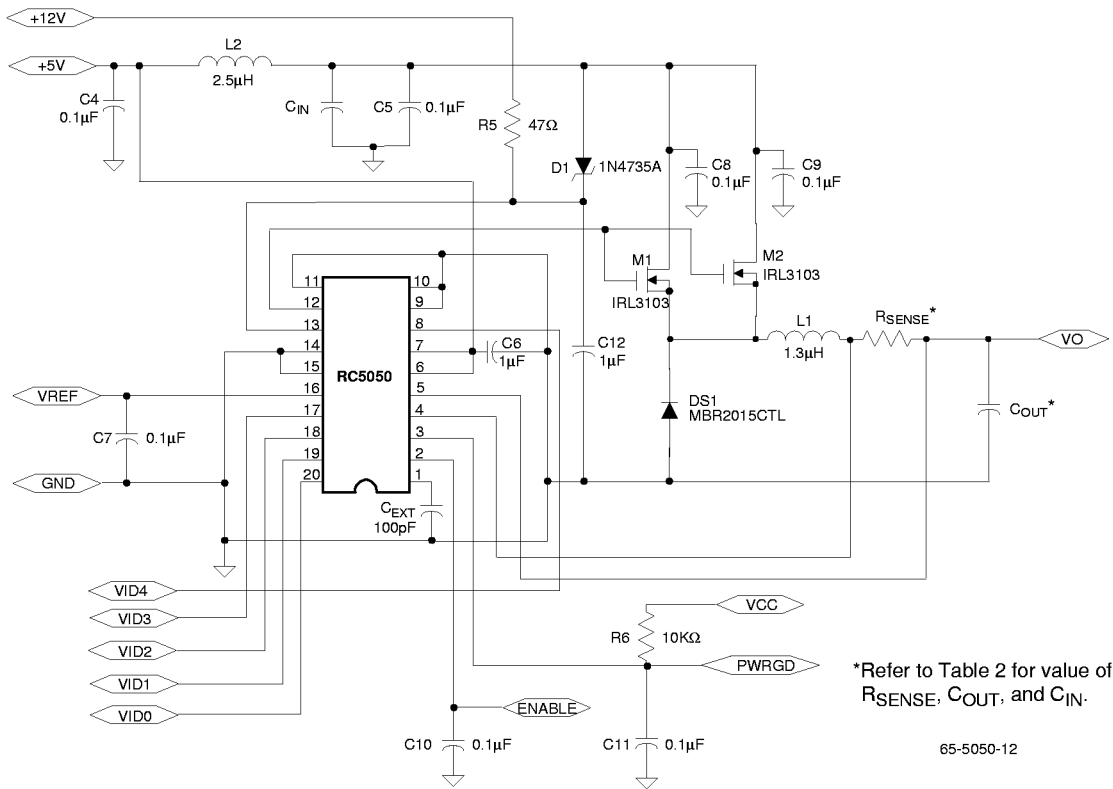 +12V
+5V
L2
2.5µH
C4
0.1µF
CIN
C5
0.1µF
R5
47Ω
D1
1N4735A
C8
0.1µF
C9
0.1µF
M1
IRL3103
M2
IRL3103
11
10
12
9
13
8
14
7
15
6
16
5
17
4
18
3
19
2
20
1
RC5050
C6
1µF
C12
1µF
L1
1.3µH
RSENSE*
VO
VREF
C7
0.1µF
GND
DS1
MBR2015CTL
COUT*
CEXT
100pF
VID4
VID3
VID2
VID1
VID0
VCC
R6
10KΩ
PWRGD
ENABLE
C10
0.1µF
C11
0.1µF
*Refer to Table 2 for value of
RSENSE, COUT, and CIN.
65-5050-12